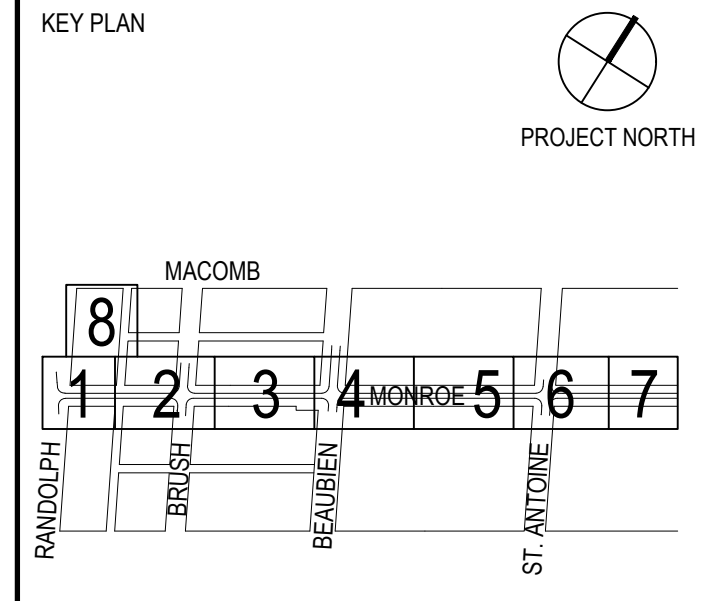 KEY PLAN
PROJECT NORTH
MACOMB
8
1 2 3 4 MONROE 5 6 7
RANDOLPH
BRUSH
BEAUBIEN
ST. ANTOINE